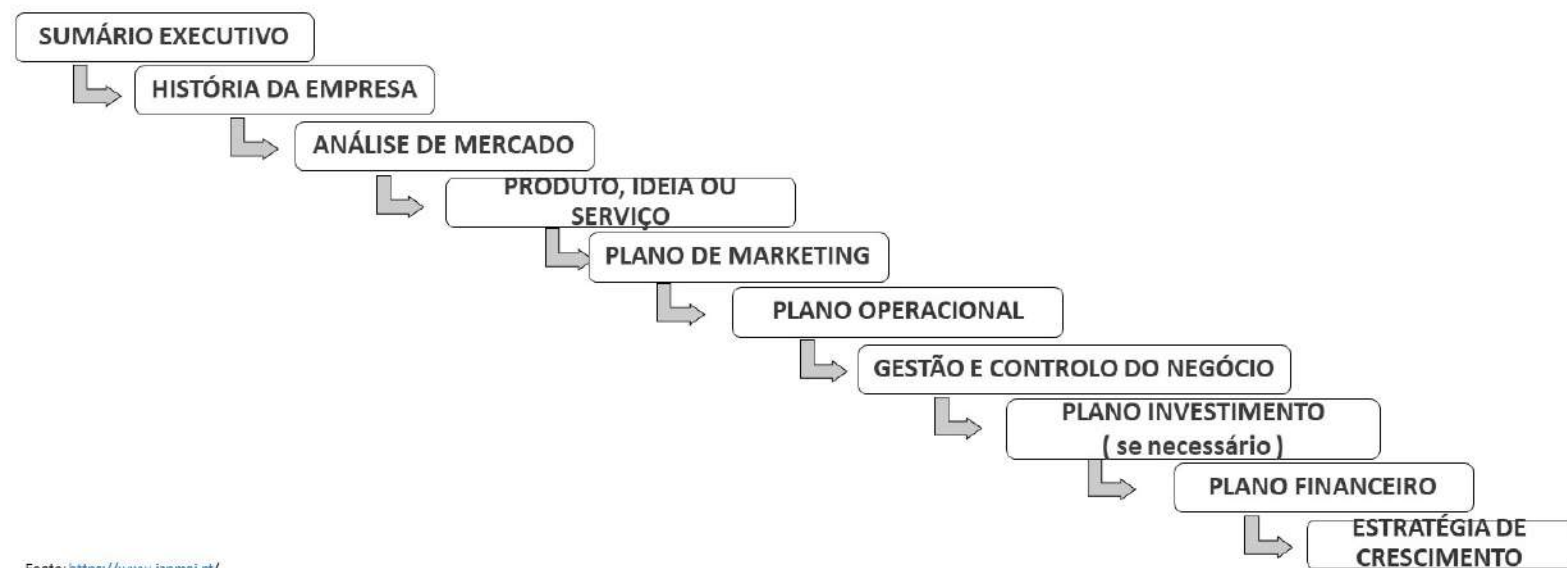 SUMÁRIO EXECUTIVO
HISTÓRIA DA EMPRESA
ANÁLISE DE MERCADO
PRODUTO, IDEIA OU
SERVIÇO
PLANO DE MARKETING
PLANO OPERACIONAL
GESTÃO E CONTROLO DO NEGÓCIO
PLANO INVESTIMENTO
( se necessário )
PLANO FINANCEIRO
ESTRATÉGIA DE
CRESCIMENTO